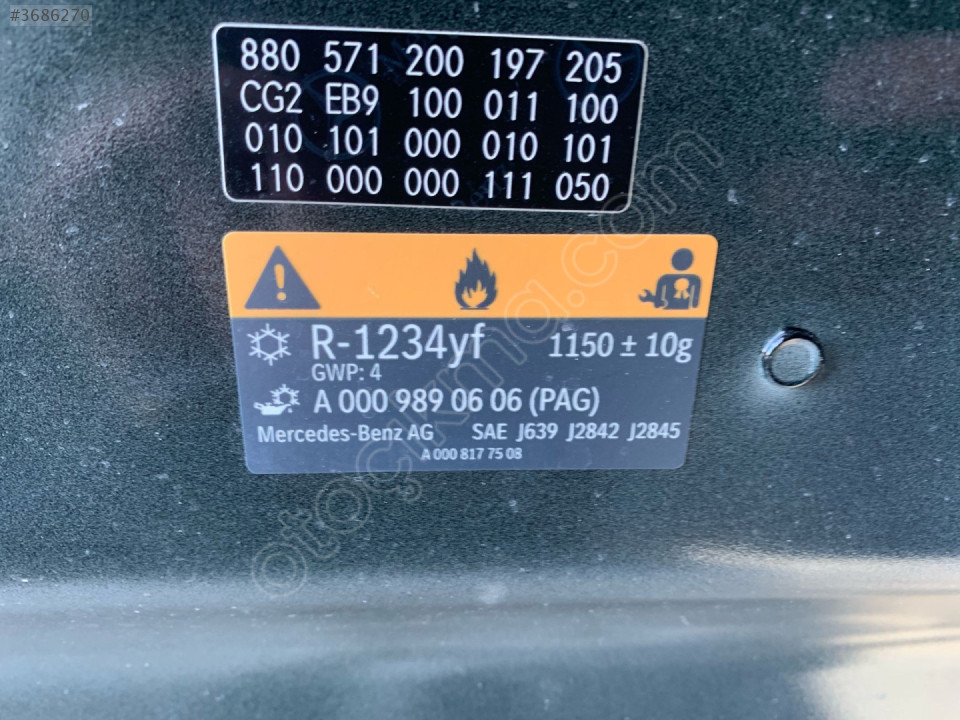 #3686270
880 571 200 197 205
CG2 EB9 100 011 100
010 101 000 010 101
110 000 000 111 050
R-1234yf 1150 ± 10g
GWP: 4
A 000 989 06 06 (PAG)
Mercedes-Benz AG SAE J639 J2842 J2845
A 000 817 75 08
otoçıkma.com